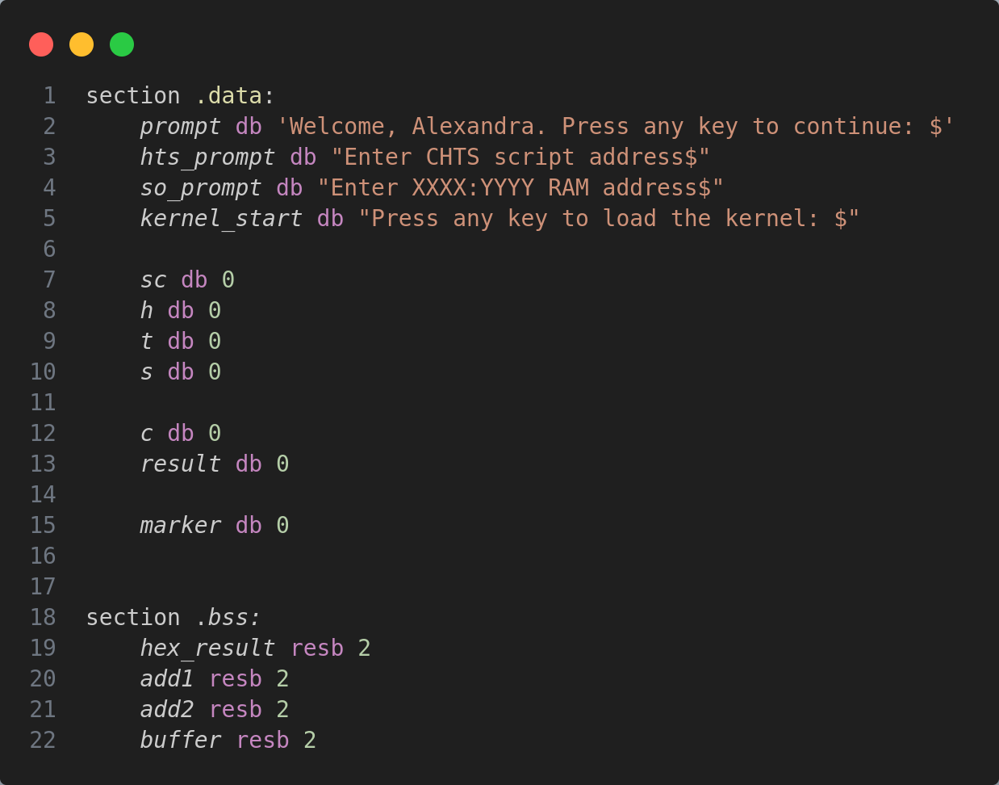 1 section .data:
2 prompt db 'Welcome, Alexandra. Press any key to continue: $'
3 hts_prompt db "Enter CHTS script address$"
4 so_prompt db "Enter XXXX:YYYY RAM address$"
5 kernel_start db "Press any key to load the kernel: $"
6
7 sc db 0
8 h db 0
9 t db 0
10 s db 0
11
12 c db 0
13 result db 0
14
15 marker db 0
16
17
18 section .bss:
19 hex_result resb 2
20 add1 resb 2
21 add2 resb 2
22 buffer resb 2